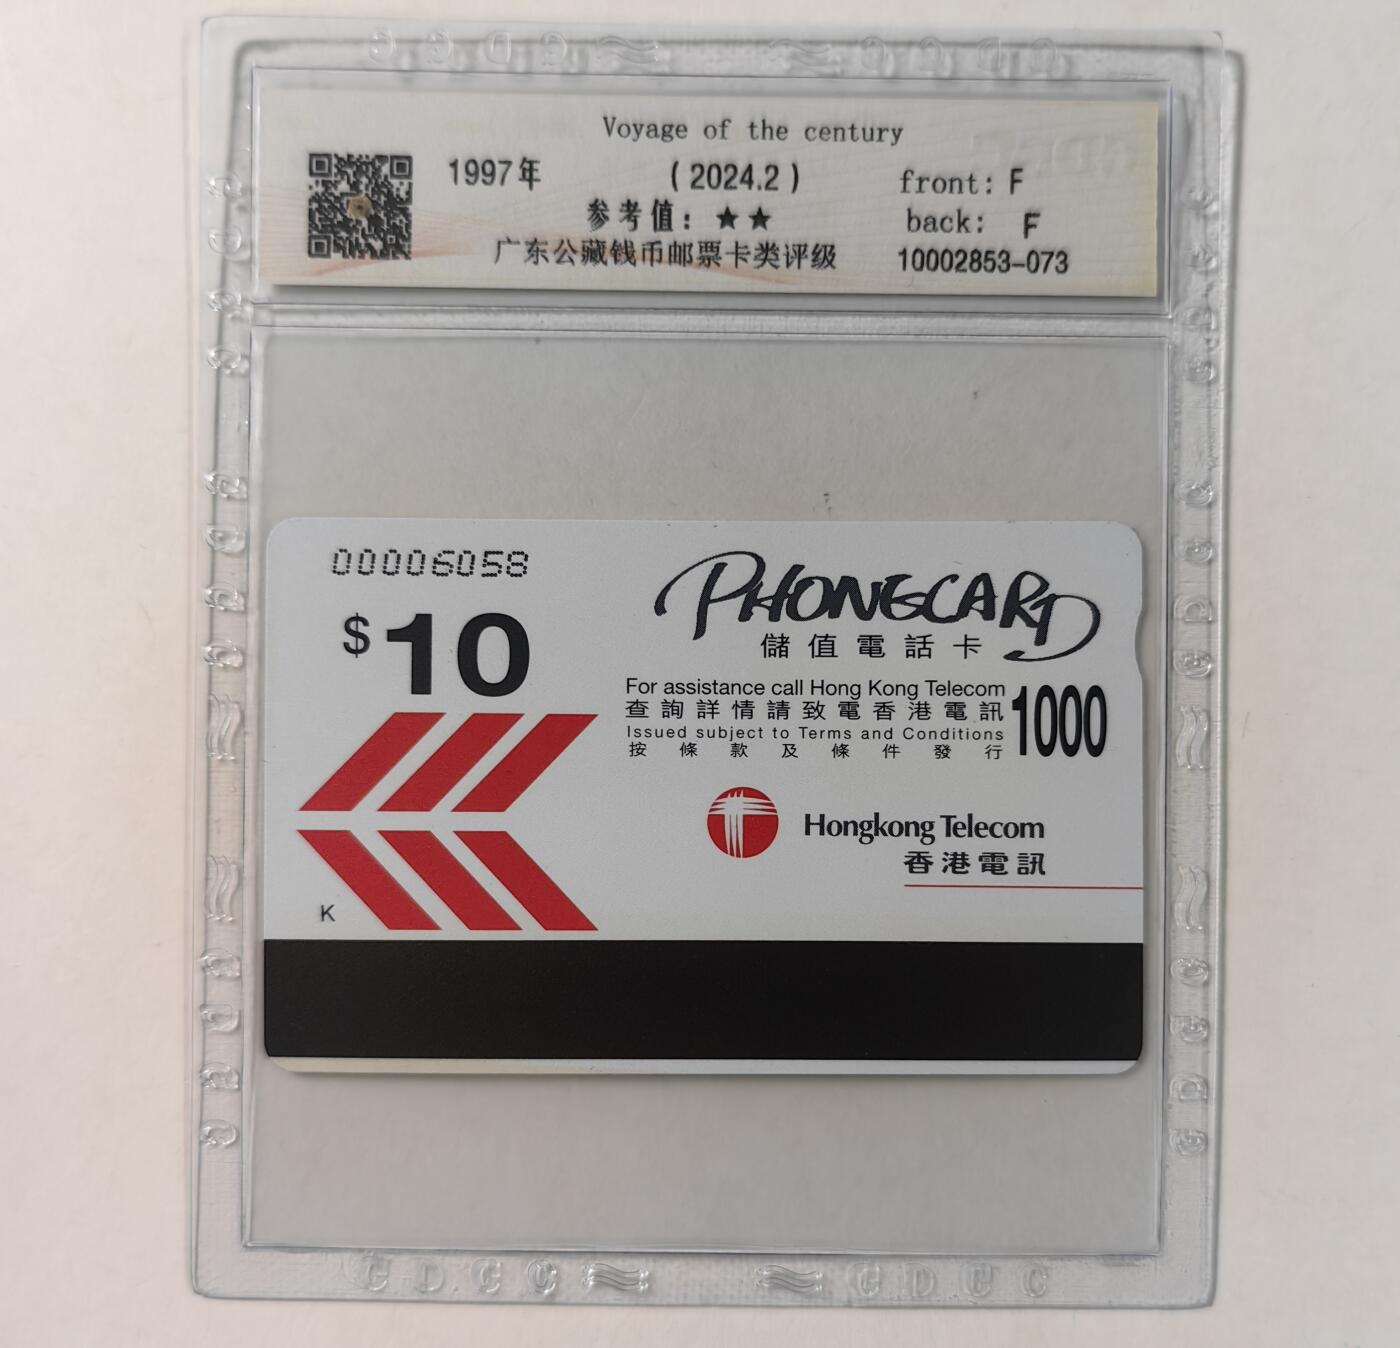 Voyage of the century
1997年 (2024.2) front: F
参考值: ★★ back: F
广东公藏钱币邮票卡类评级 10002853-073
00006058
$10
PHONECARD
儲值電話卡
For assistance call Hong Kong Telecom
查詢詳情請致電香港電訊
1000
Issued subject to Terms and Conditions
按條款及條件發行
Hongkong Telecom
香港電訊
K